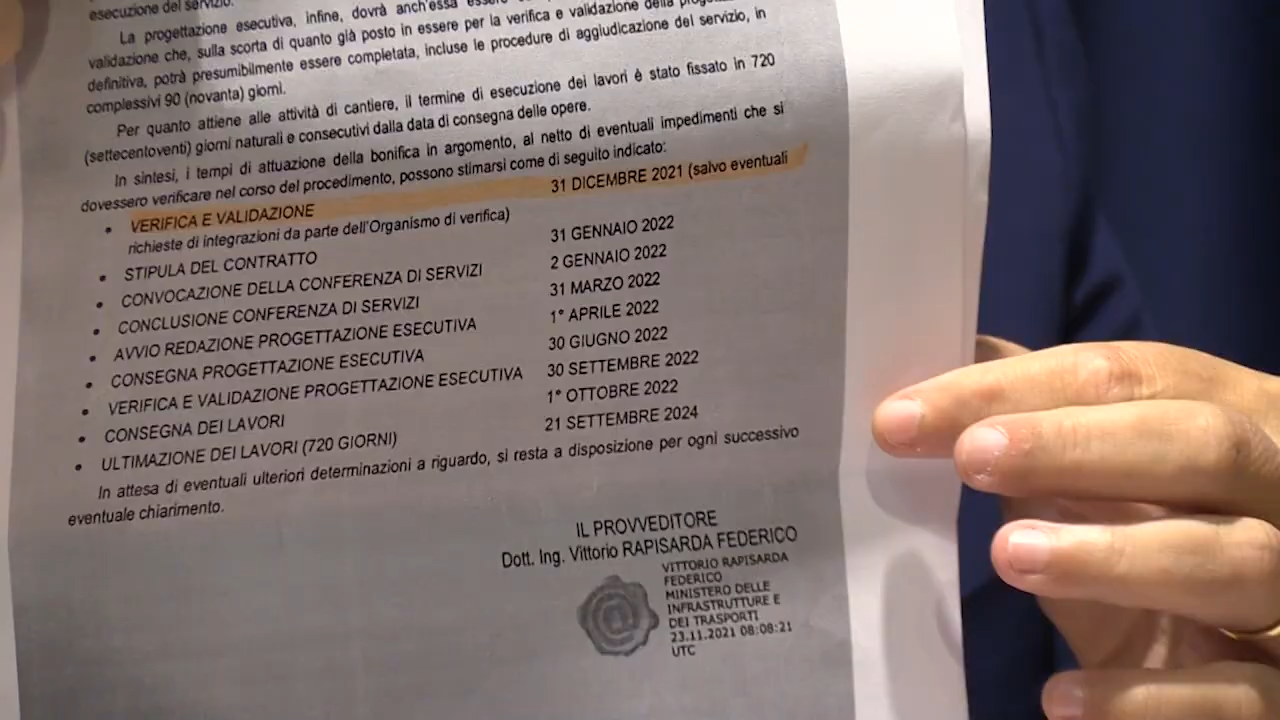 esecuzione del servizio.
La progettazione esecutiva, infine, dovrà anch'essa essere
validazione che, sulla scorta di quanto già posto in essere per la verifica e validazione della
definitiva, potrà presumibilmente essere completata, incluse le procedure di aggiudicazione del servizio, in
complessivi 90 (novanta) giorni.
Per quanto attiene alle attività di cantiere, il termine di esecuzione dei lavori è stato fissato in 720
(settecentoventi) giorni naturali e consecutivi dalla data di consegna delle opere.
In sintesi, i tempi di attuazione della bonifica in argomento, al netto di eventuali impedimenti che si
dovessero verificare nel corso del procedimento, possono stimarsi come di seguito indicato:
• VERIFICA E VALIDAZIONE 31 DICEMBRE 2021 (salvo eventuali
richieste di integrazioni da parte dell'Organismo di verifica)
• STIPULA DEL CONTRATTO 31 GENNAIO 2022
• CONVOCAZIONE DELLA CONFERENZA DI SERVIZI 2 GENNAIO 2022
• CONCLUSIONE CONFERENZA DI SERVIZI 31 MARZO 2022
• AVVIO REDAZIONE PROGETTAZIONE ESECUTIVA 1° APRILE 2022
• CONSEGNA PROGETTAZIONE ESECUTIVA 30 GIUGNO 2022
• VERIFICA E VALIDAZIONE PROGETTAZIONE ESECUTIVA 30 SETTEMBRE 2022
• CONSEGNA DEI LAVORI 1° OTTOBRE 2022
• ULTIMAZIONE DEI LAVORI (720 GIORNI) 21 SETTEMBRE 2024
In attesa di eventuali ulteriori determinazioni a riguardo, si resta a disposizione per ogni successivo
eventuale chiarimento.
IL PROVVEDITORE
Dott. Ing. Vittorio RAPISARDA FEDERICO
VITTORIO RAPISARDA
FEDERICO
MINISTERO DELLE
INFRASTRUTTURE E
DEI TRASPORTI
23.11.2021 08:08:21
UTC